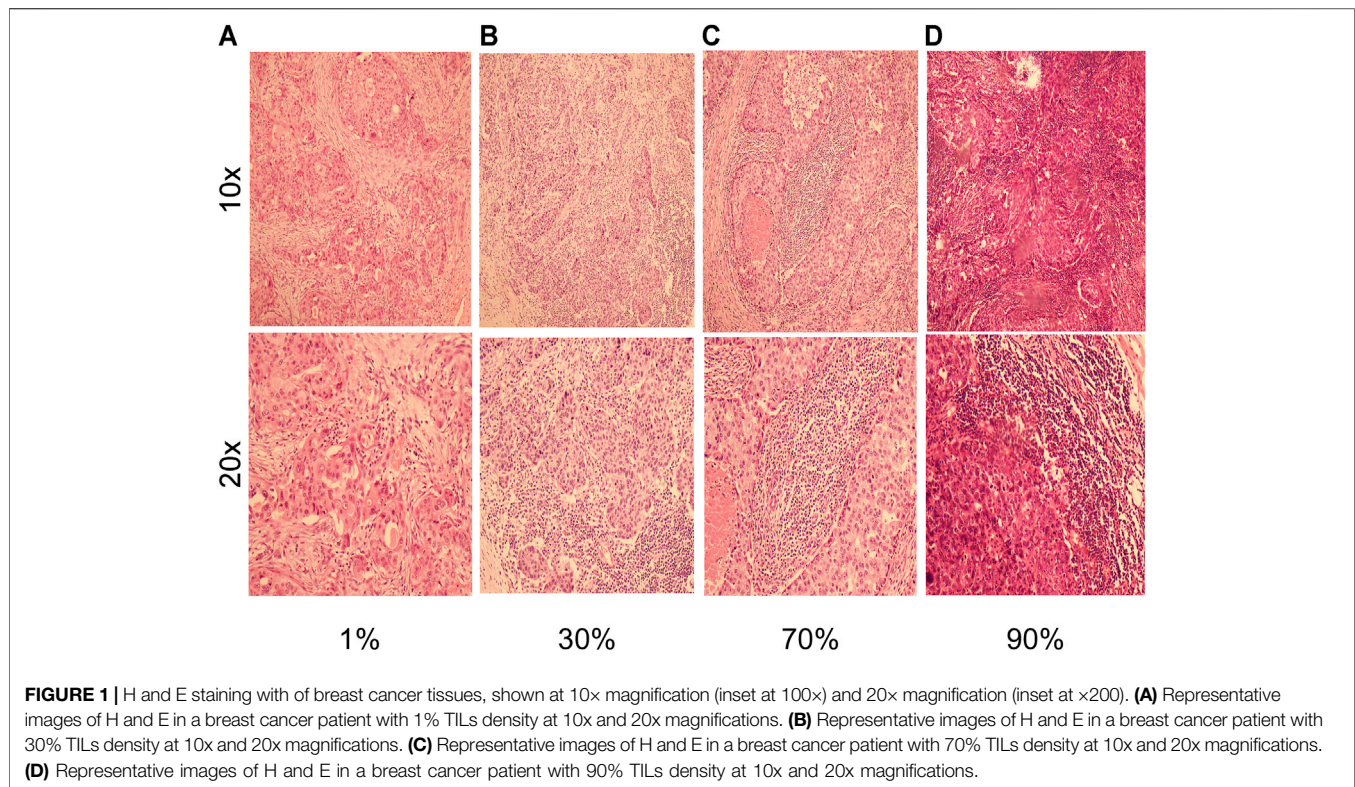 A B C D
10x
20x
1% 30% 70% 90%
FIGURE 1 | H and E staining with of breast cancer tissues, shown at 10× magnification (inset at 100×) and 20× magnification (inset at ×200). (A) Representative
images of H and E in a breast cancer patient with 1% TILs density at 10x and 20x magnifications. (B) Representative images of H and E in a breast cancer patient with
30% TILs density at 10x and 20x magnifications. (C) Representative images of H and E in a breast cancer patient with 70% TILs density at 10x and 20x magnifications.
(D) Representative images of H and E in a breast cancer patient with 90% TILs density at 10x and 20x magnifications.